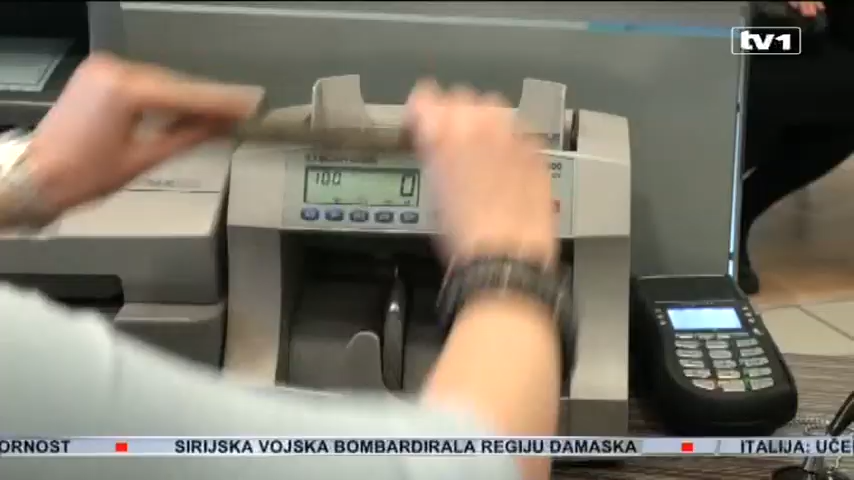 tv1
100 0
ORNOST ▪ SIRIJSKA VOJSKA BOMBARDIRALA REGIJU DAMASKA ▪ ITALIJA: UČE